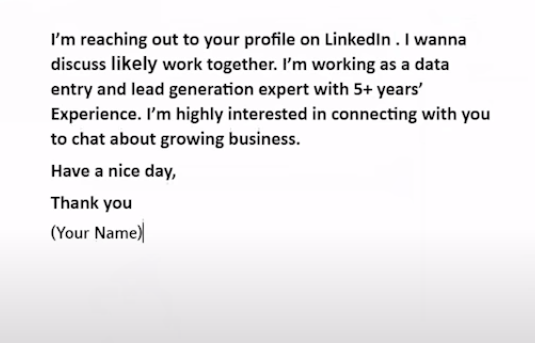 I’m reaching out to your profile on LinkedIn . I wanna
discuss likely work together. I’m working as a data
entry and lead generation expert with 5+ years’
Experience. I’m highly interested in connecting with you
to chat about growing business.
Have a nice day,
Thank you
(Your Name)